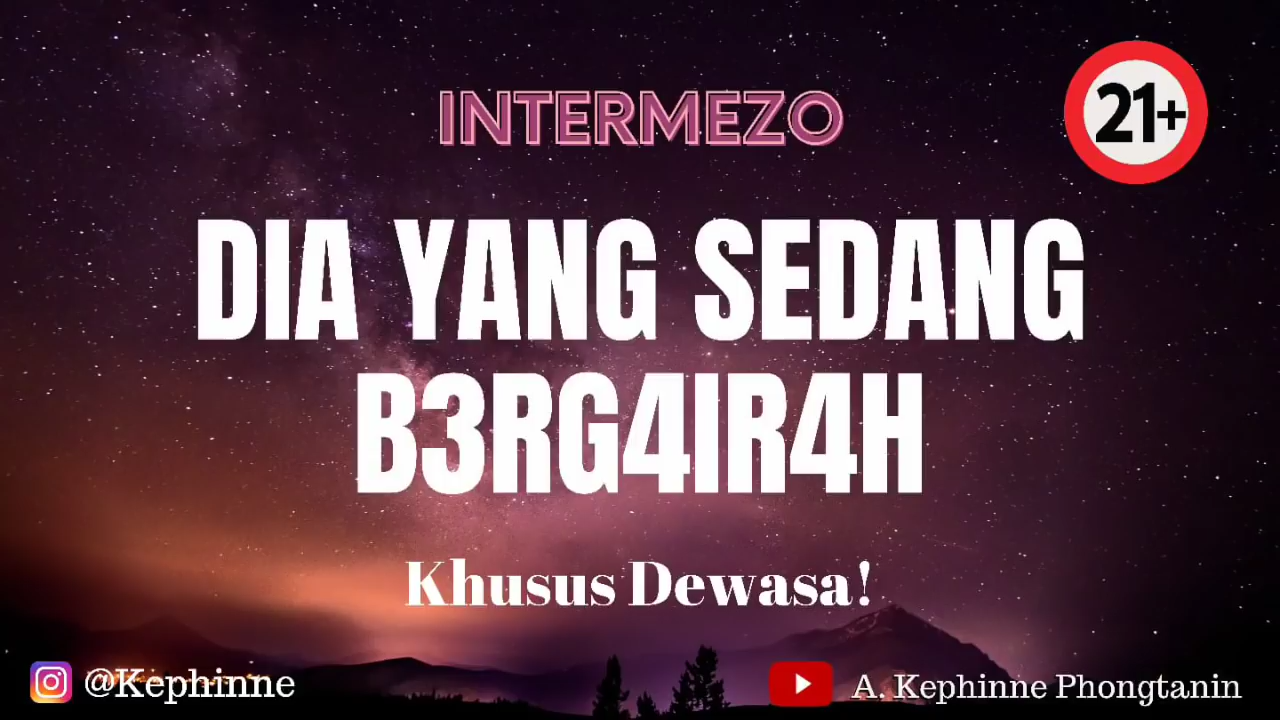 INTERMEZO
21+
DIA YANG SEDANG
B3RG4IR4H
Khusus Dewasa!
@Kephinne
A. Kephinne Phongtanin